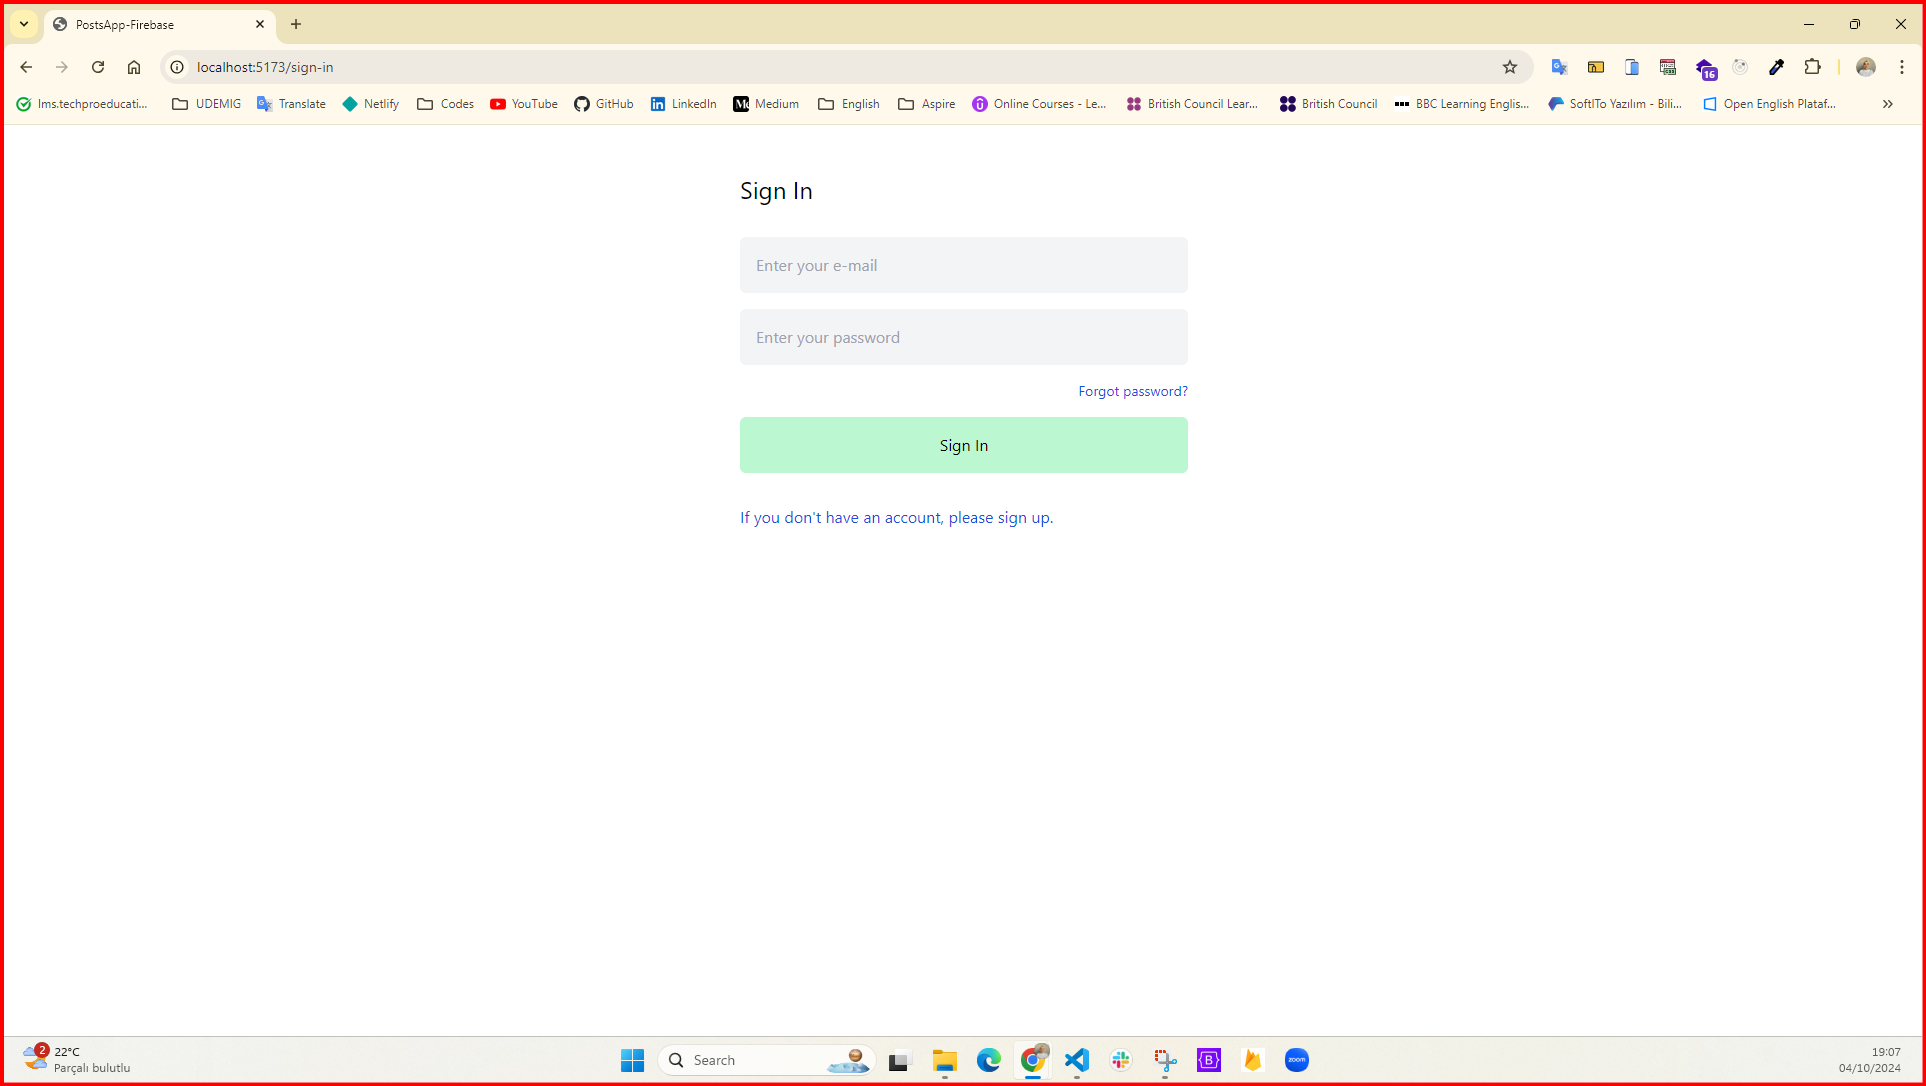 PostsApp-Firebase
localhost:5173/sign-in
16
lms.techproeducati...
UDEMIG
Translate
Netlify
Codes
YouTube
GitHub
LinkedIn
Medium
English
Aspire
Online Courses - Le...
British Council Lear...
British Council
BBC Learning Englis...
SoftITo Yazılım - Bili...
Open English Plataf...
Sign In
Enter your e-mail
Enter your password
Forgot password?
Sign In
If you don't have an account, please sign up.
2
22°C
Parçalı bulutlu
Search
zoom
19:07
04/10/2024